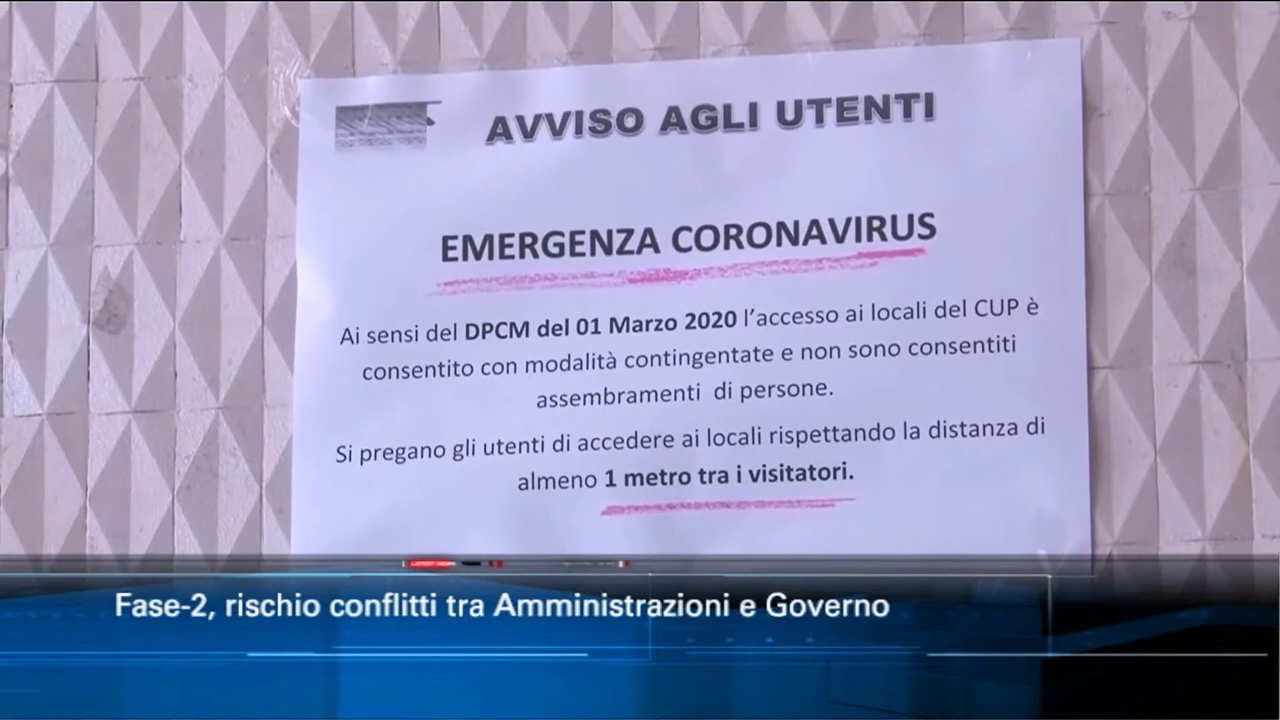 AVVISO AGLI UTENTI
EMERGENZA CORONAVIRUS
Ai sensi del DPCM del 01 Marzo 2020 l'accesso ai locali del CUP è
consentito con modalità contingentate e non sono consentiti
assembramenti di persone.
Si pregano gli utenti di accedere ai locali rispettando la distanza di
almeno 1 metro tra i visitatori.
LATEST NEWS
Fase-2, rischio conflitti tra Amministrazioni e Governo